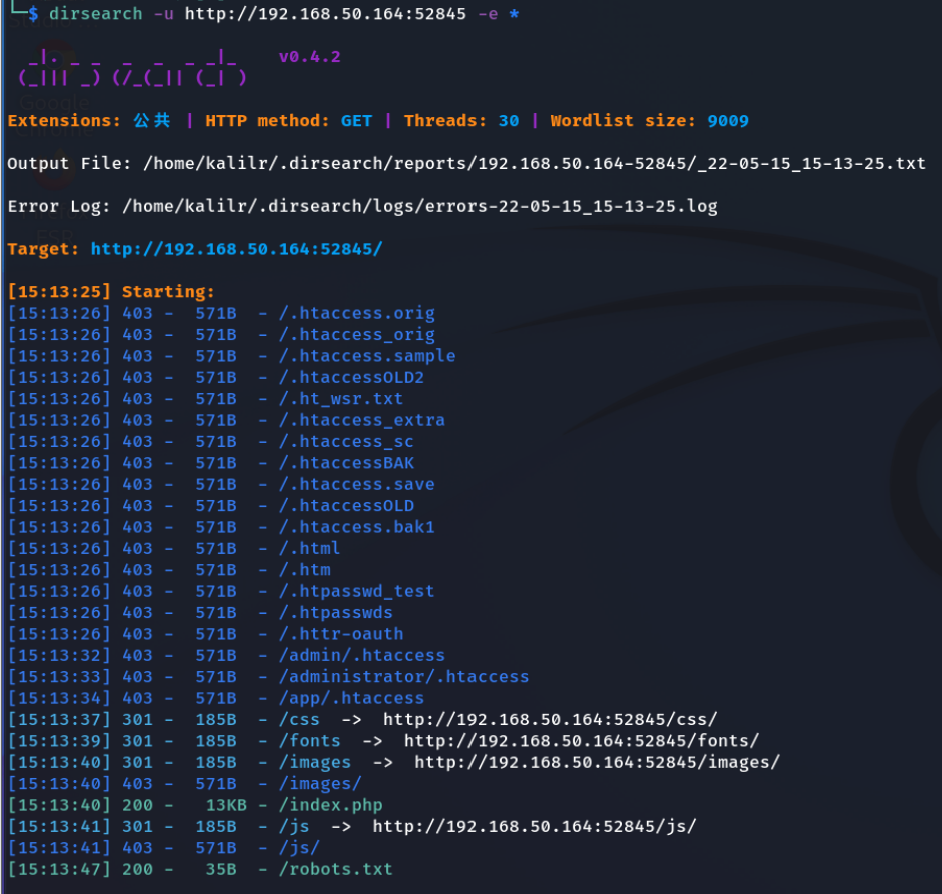 └─$ dirsearch -u http://192.168.50.164:52845 -e *
v0.4.2
Extensions: 公共 | HTTP method: GET | Threads: 30 | Wordlist size: 9009
Output File: /home/kalilr/.dirsearch/reports/192.168.50.164-52845/_22-05-15_15-13-25.txt
Error Log: /home/kalilr/.dirsearch/logs/errors-22-05-15_15-13-25.log
Target: http://192.168.50.164:52845/
[15:13:25] Starting:
[15:13:26] 403 -  571B  - /.htaccess.orig
[15:13:26] 403 -  571B  - /.htaccess_orig
[15:13:26] 403 -  571B  - /.htaccess.sample
[15:13:26] 403 -  571B  - /.htaccessOLD2
[15:13:26] 403 -  571B  - /.ht_wsr.txt
[15:13:26] 403 -  571B  - /.htaccess_extra
[15:13:26] 403 -  571B  - /.htaccess_sc
[15:13:26] 403 -  571B  - /.htaccessBAK
[15:13:26] 403 -  571B  - /.htaccess.save
[15:13:26] 403 -  571B  - /.htaccessOLD
[15:13:26] 403 -  571B  - /.htaccess.bak1
[15:13:26] 403 -  571B  - /.html
[15:13:26] 403 -  571B  - /.htm
[15:13:26] 403 -  571B  - /.htpasswd_test
[15:13:26] 403 -  571B  - /.htpasswds
[15:13:26] 403 -  571B  - /.httr-oauth
[15:13:32] 403 -  571B  - /admin/.htaccess
[15:13:33] 403 -  571B  - /administrator/.htaccess
[15:13:34] 403 -  571B  - /app/.htaccess
[15:13:37] 301 -  185B  - /css  ->  http://192.168.50.164:52845/css/
[15:13:39] 301 -  185B  - /fonts  ->  http://192.168.50.164:52845/fonts/
[15:13:40] 301 -  185B  - /images  ->  http://192.168.50.164:52845/images/
[15:13:40] 403 -  571B  - /images/
[15:13:40] 200 -   13KB - /index.php
[15:13:41] 301 -  185B  - /js  ->  http://192.168.50.164:52845/js/
[15:13:41] 403 -  571B  - /js/
[15:13:47] 200 -   35B  - /robots.txt